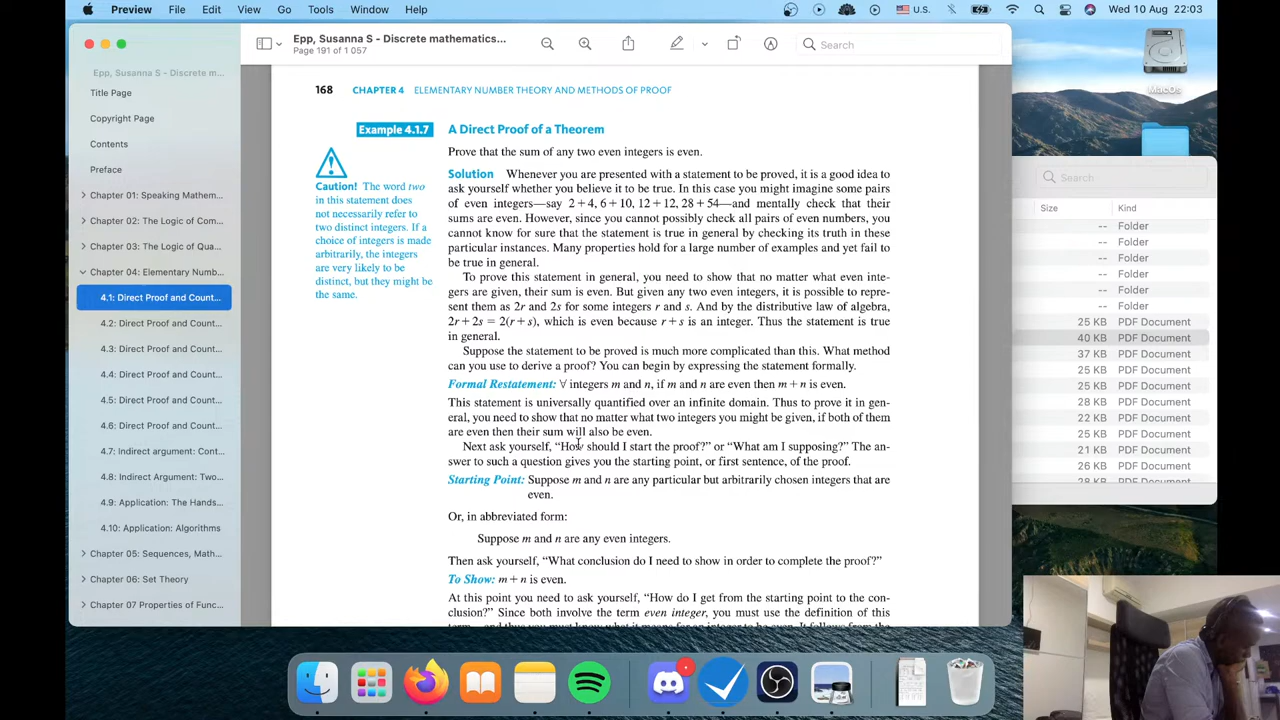 Preview File Edit View Go Tools Window Help
U.S. Wed 10 Aug 22:03
Epp, Susanna S - Discrete m...
Title Page
Copyright Page
Contents
Preface
Chapter 01: Speaking Mathem...
Chapter 02: The Logic of Com...
Chapter 03: The Logic of Qua...
Chapter 04: Elementary Numb...
4.1: Direct Proof and Count...
4.2: Direct Proof and Count...
4.3: Direct Proof and Count...
4.4: Direct Proof and Count...
4.5: Direct Proof and Count...
4.6: Direct Proof and Count...
4.7: Indirect argument: Cont...
4.8: Indirect Argument: Two...
4.9: Application: The Hands...
4.10: Application: Algorithms
Chapter 05: Sequences, Math...
Chapter 06: Set Theory
Chapter 07 Properties of Func...
Epp, Susanna S - Discrete mathematics...
Page 191 of 1 057
Search
168 CHAPTER 4 ELEMENTARY NUMBER THEORY AND METHODS OF PROOF
Example 4.1.7 A Direct Proof of a Theorem
Caution! The word two
in this statement does
not necessarily refer to
two distinct integers. If a
choice of integers is made
arbitrarily, the integers
are very likely to be
distinct, but they might be
the same.
Prove that the sum of any two even integers is even.
Solution Whenever you are presented with a statement to be proved, it is a good idea to
ask yourself whether you believe it to be true. In this case you might imagine some pairs
of even integers—say 2 + 4, 6 + 10, 12 + 12, 28 + 54—and mentally check that their
sums are even. However, since you cannot possibly check all pairs of even numbers, you
cannot know for sure that the statement is true in general by checking its truth in these
particular instances. Many properties hold for a large number of examples and yet fail to
be true in general.
To prove this statement in general, you need to show that no matter what even inte-
gers are given, their sum is even. But given any two even integers, it is possible to repre-
sent them as 2r and 2s for some integers r and s. And by the distributive law of algebra,
2r + 2s = 2(r + s), which is even because r + s is an integer. Thus the statement is true
in general.
Suppose the statement to be proved is much more complicated than this. What method
can you use to derive a proof? You can begin by expressing the statement formally.
Formal Restatement: ∀ integers m and n, if m and n are even then m + n is even.
This statement is universally quantified over an infinite domain. Thus to prove it in gen-
eral, you need to show that no matter what two integers you might be given, if both of them
are even then their sum will also be even.
Next ask yourself, “How should I start the proof?” or “What am I supposing?” The an-
swer to such a question gives you the starting point, or first sentence, of the proof.
Starting Point: Suppose m and n are any particular but arbitrarily chosen integers that are
even.
Or, in abbreviated form:
Suppose m and n are any even integers.
Then ask yourself, “What conclusion do I need to show in order to complete the proof?”
To Show: m + n is even.
At this point you need to ask yourself, “How do I get from the starting point to the con-
clusion?” Since both involve the term even integer, you must use the definition of this
term—and thus you must know what it means for an integer to be even. It follows from the
MacOs
Search
Size Kind
-- Folder
-- Folder
-- Folder
-- Folder
-- Folder
-- Folder
25 KB PDF Document
40 KB PDF Document
37 KB PDF Document
25 KB PDF Document
25 KB PDF Document
25 KB PDF Document
22 KB PDF Document
25 KB PDF Document
21 KB PDF Document
26 KB PDF Document
28 KB PDF Document